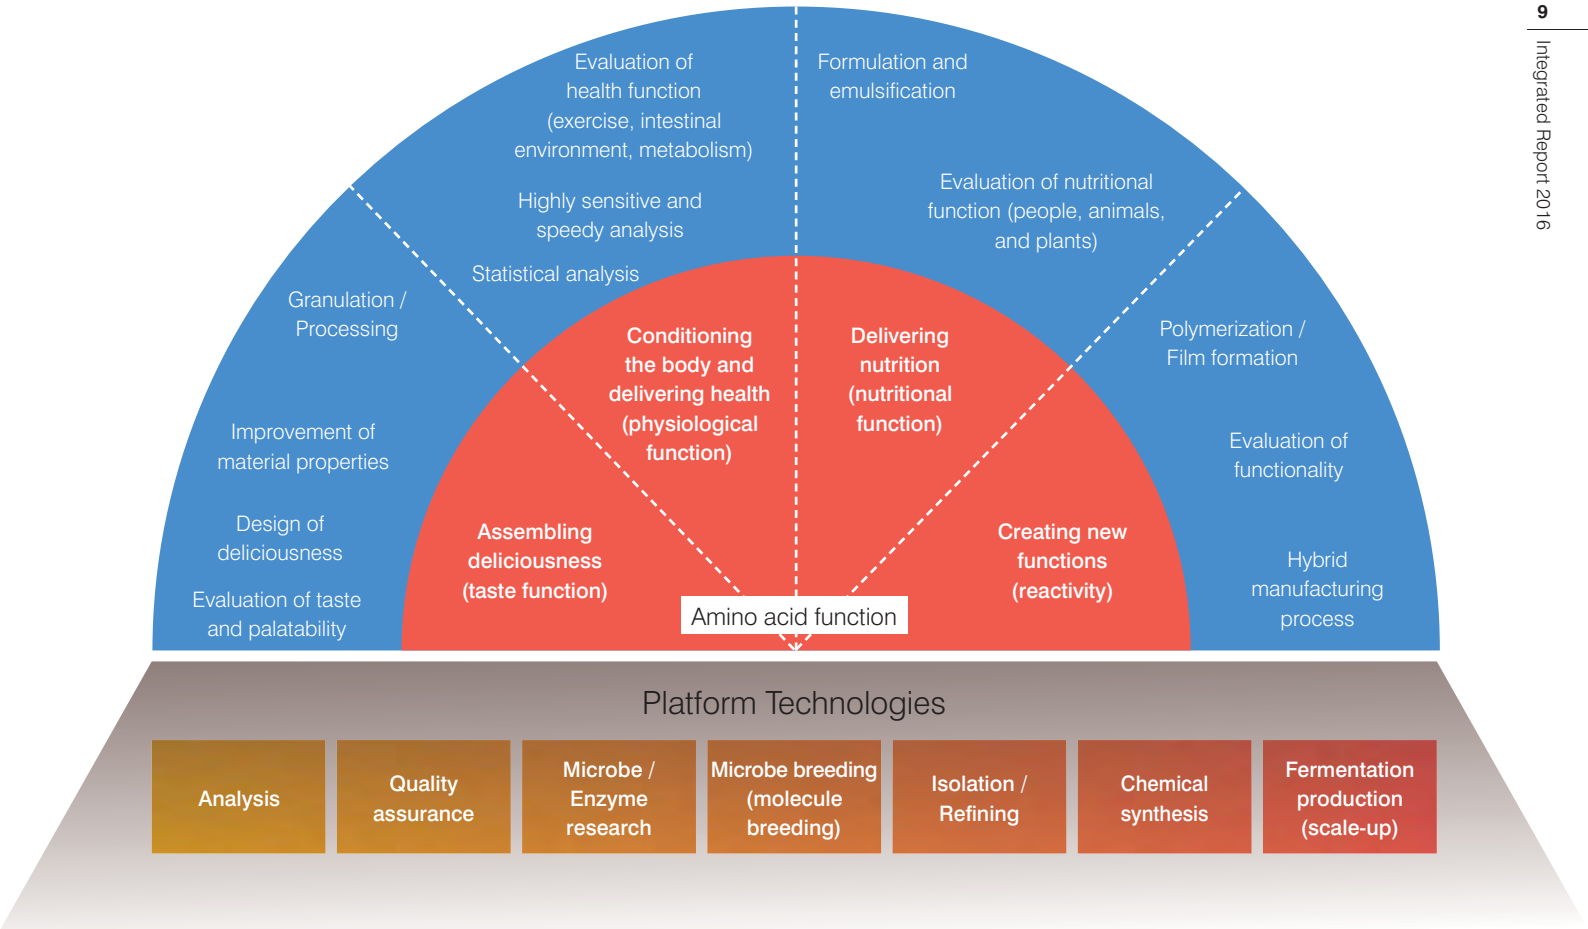 9
Integrated Report 2016
Evaluation of
health function
(exercise, intestinal
environment, metabolism)
Highly sensitive and
speedy analysis
Statistical analysis
Formulation and
emulsification
Evaluation of nutritional
function (people, animals,
and plants)
Granulation /
Processing
Improvement of
material properties
Design of
deliciousness
Evaluation of taste
and palatability
Polymerization /
Film formation
Evaluation of
functionality
Hybrid
manufacturing
process
Conditioning
the body and
delivering health
(physiological
function)
Delivering
nutrition
(nutritional
function)
Assembling
deliciousness
(taste function)
Creating new
functions
(reactivity)
Amino acid function
Platform Technologies
Analysis
Quality
assurance
Microbe /
Enzyme
research
Microbe breeding
(molecule
breeding)
Isolation /
Refining
Chemical
synthesis
Fermentation
production
(scale-up)